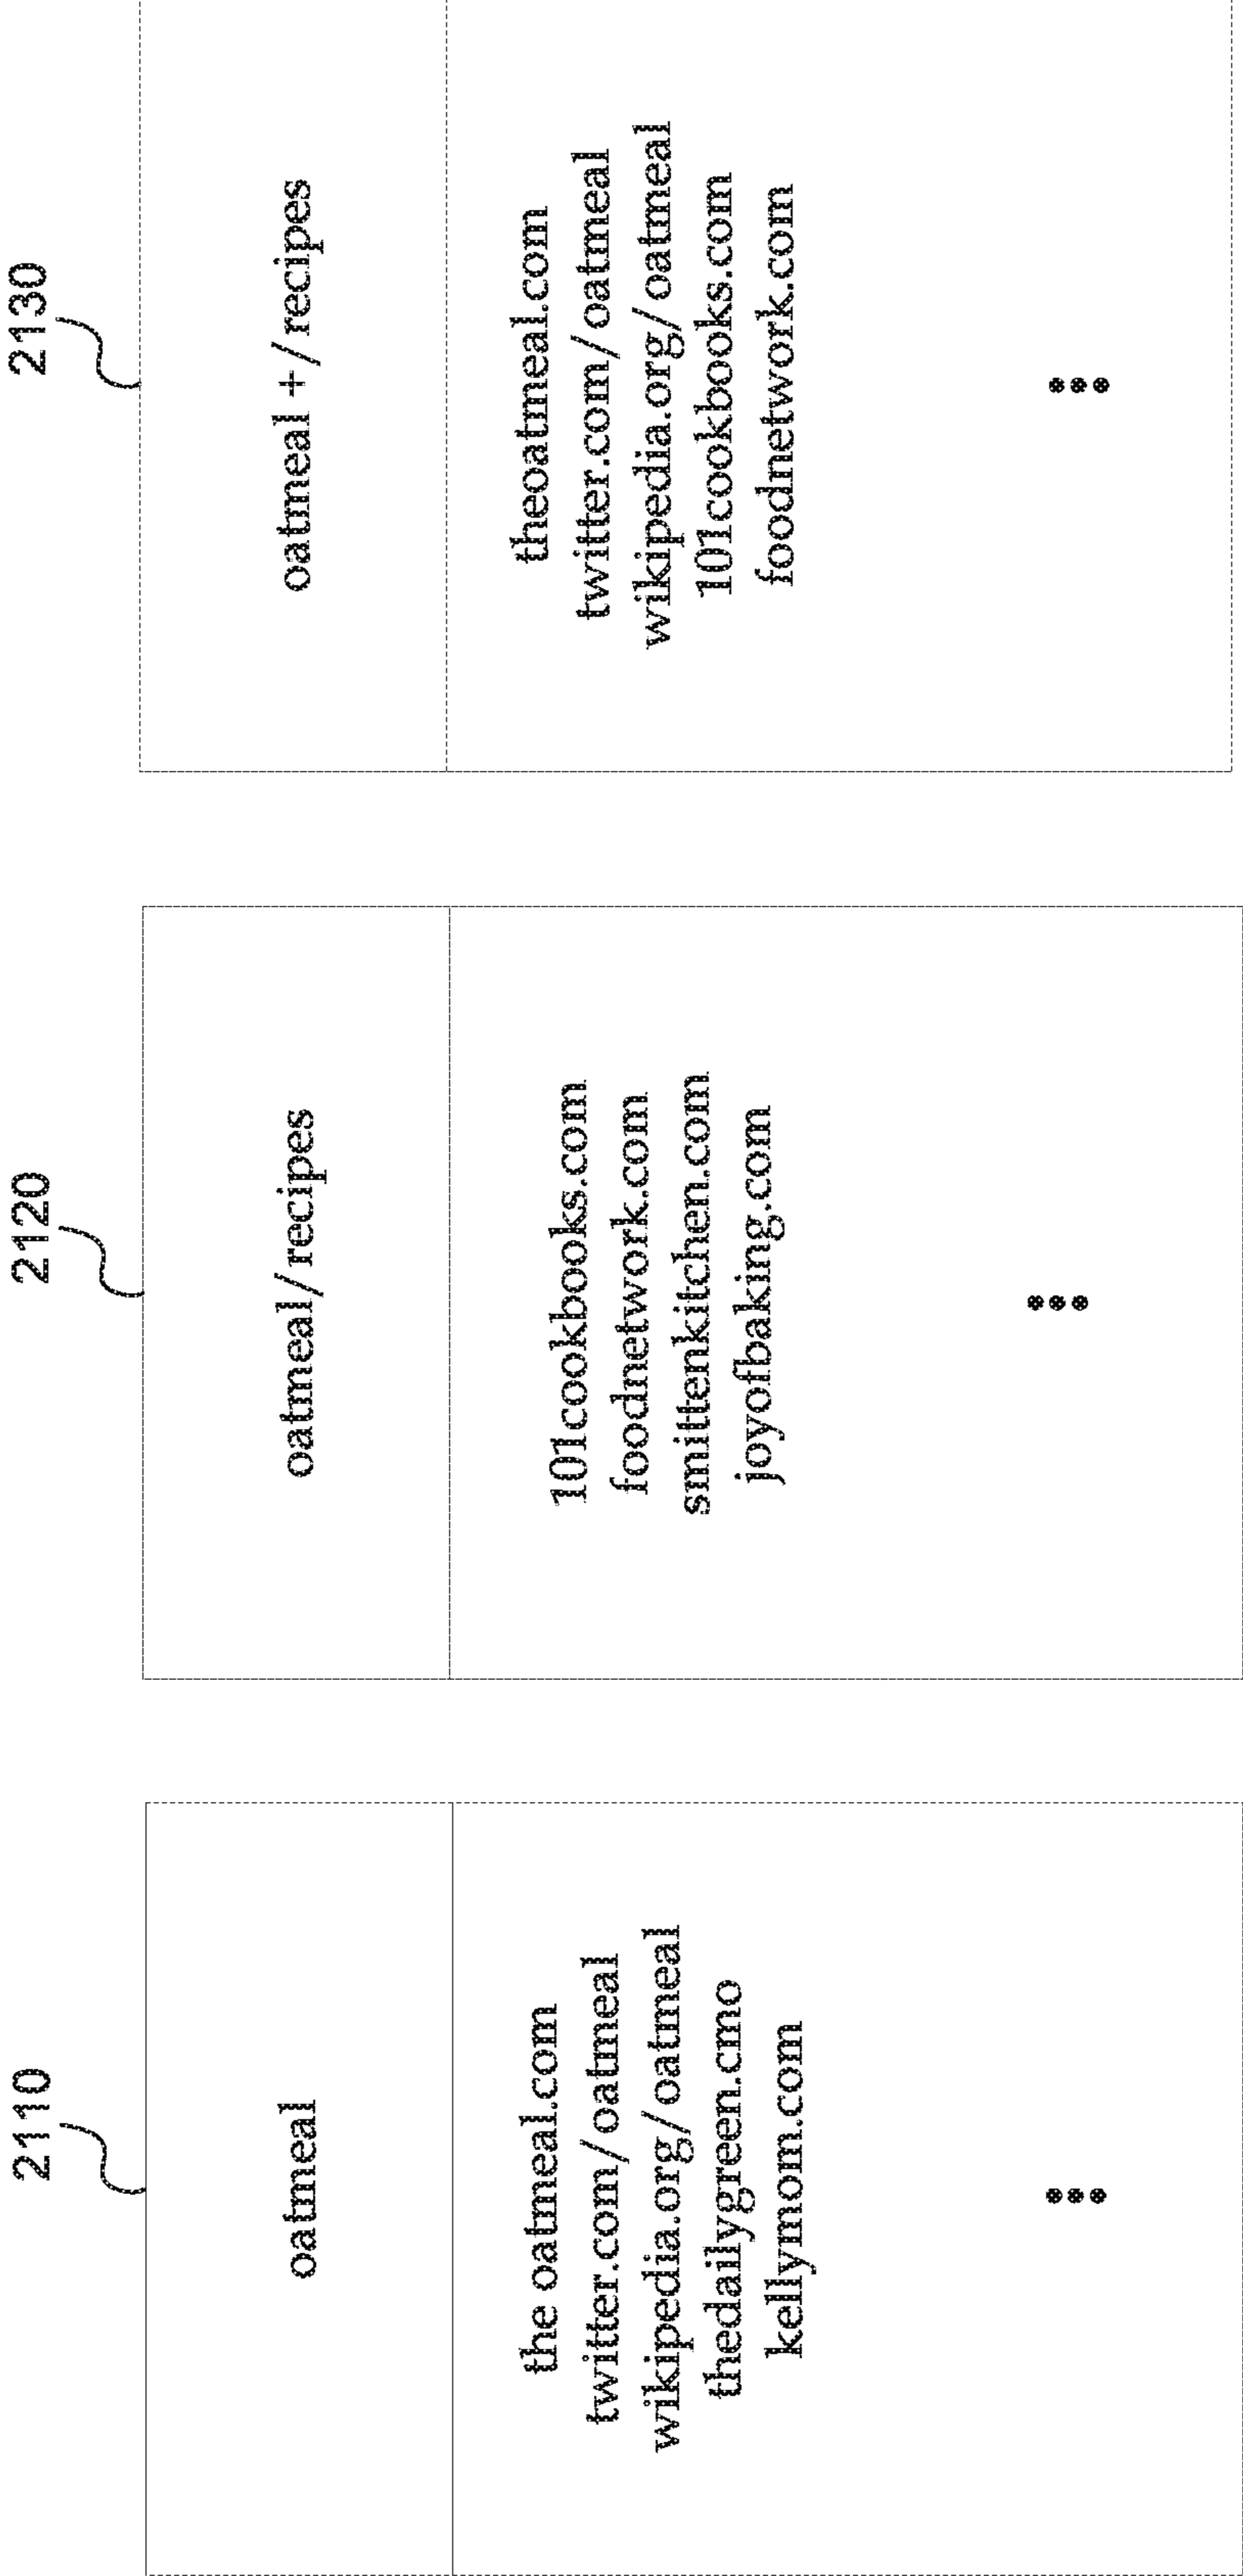 2110
oatmeal
the oatmeal.com
twitter.com/oatmeal
wikipedia.org/oatmeal
thedailygreen.cmo
kellymom.com
2120
oatmeal/recipes
101cookbooks.com
foodnetwork.com
smittenkitchen.com
joyofbaking.com
2130
oatmeal +/recipes
theoatmeal.com
twitter.com/oatmeal
wikipedia.org/oatmeal
101cookbooks.com
foodnetwork.com